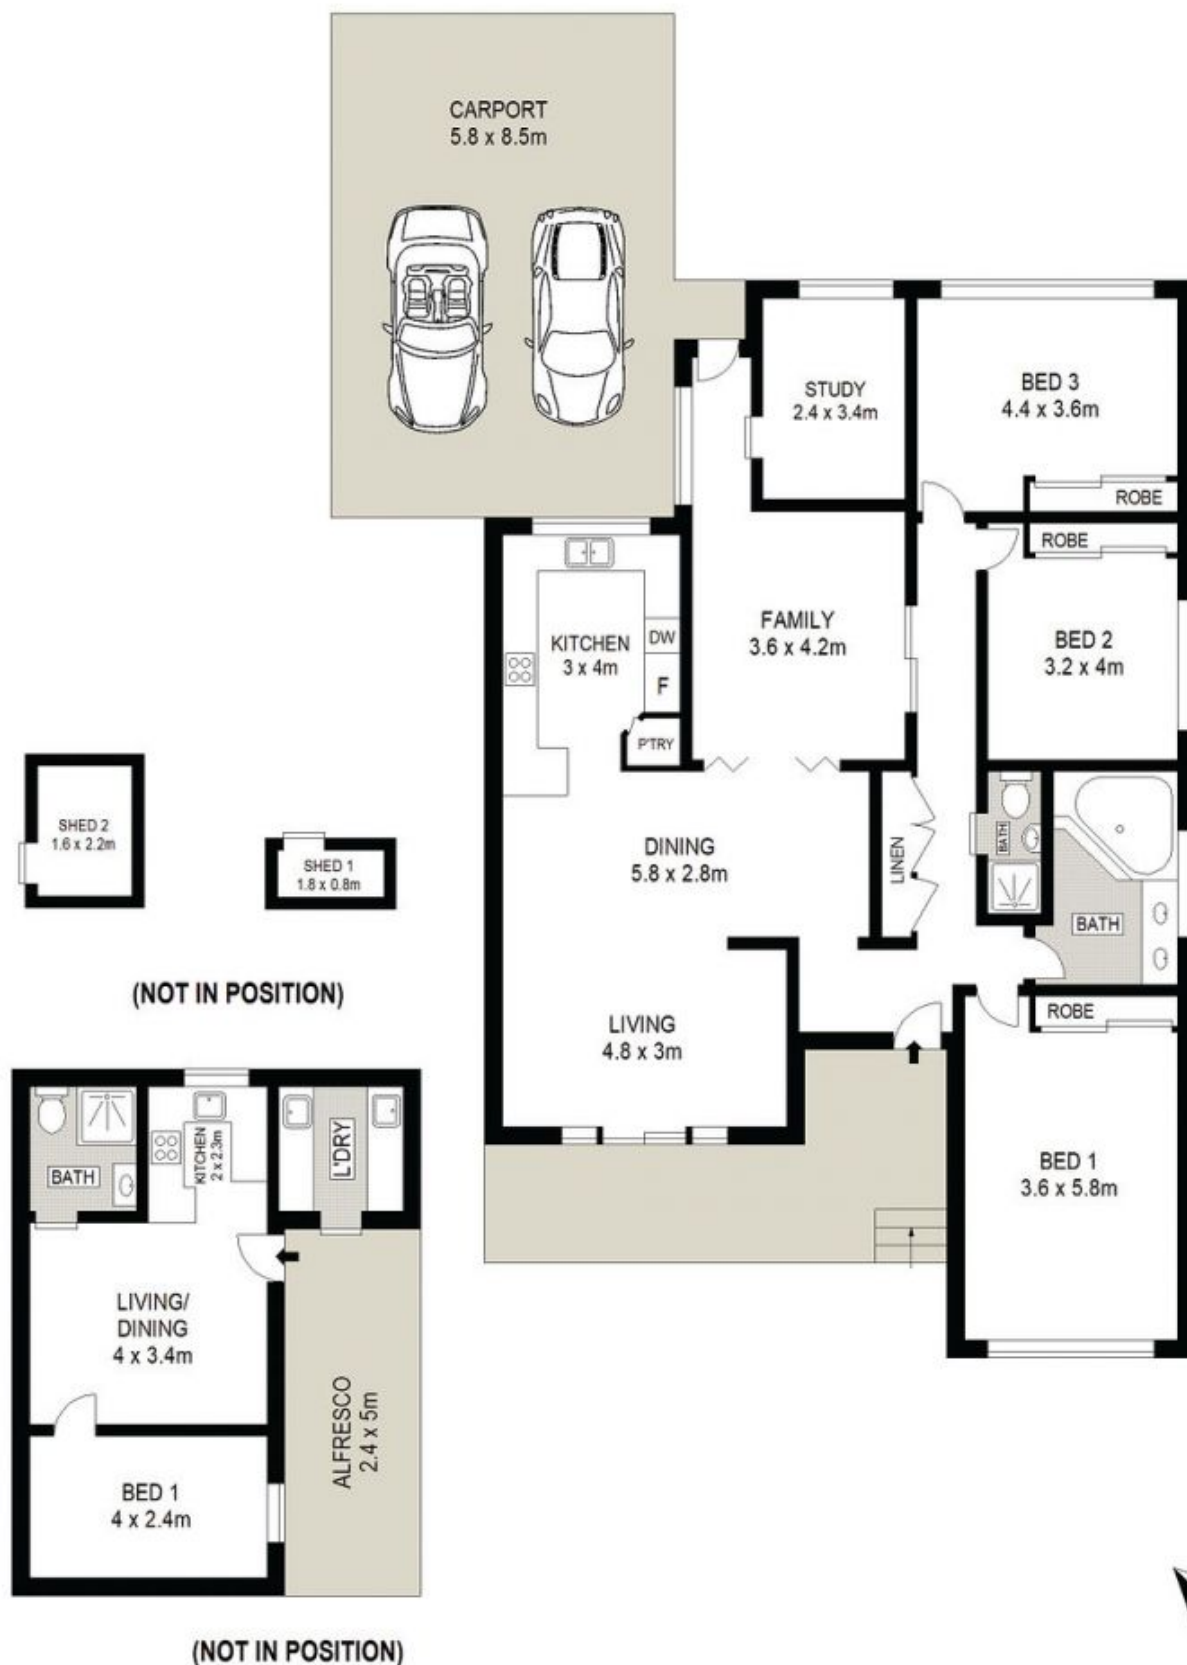 CARPORT
5.8 x 8.5m
STUDY
2.4 x 3.4m
BED 3
4.4 x 3.6m
ROBE
ROBE
KITCHEN
3 x 4m
DW
F
P'TRY
FAMILY
3.6 x 4.2m
BED 2
3.2 x 4m
SHED 2
1.6 x 2.2m
SHED 1
1.8 x 0.8m
DINING
5.8 x 2.8m
LINEN
BATH
BATH
(NOT IN POSITION)
LIVING
4.8 x 3m
ROBE
BED 1
3.6 x 5.8m
BATH
KITCHEN
2 x 2.3m
L'DRY
LIVING/
DINING
4 x 3.4m
ALFRESCO
2.4 x 5m
BED 1
4 x 2.4m
(NOT IN POSITION)